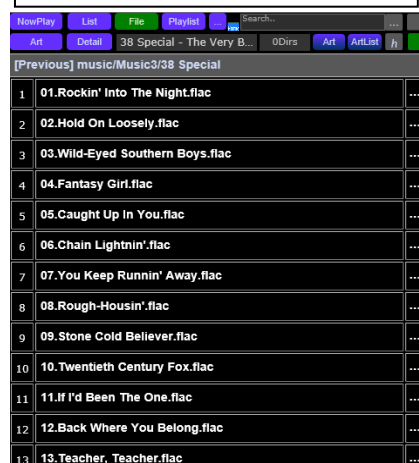 NowPlay List File Playlist ... Search.. ...
Art Detail 38 Special - The Very B... 0Dirs Art ArtList h
[Previous] music/Music3/38 Special
1 01.Rockin' Into The Night.flac ...
2 02.Hold On Loosely.flac ...
3 03.Wild-Eyed Southern Boys.flac ...
4 04.Fantasy Girl.flac ...
5 05.Caught Up In You.flac ...
6 06.Chain Lightnin'.flac ...
7 07.You Keep Runnin' Away.flac ...
8 08.Rough-Housin'.flac ...
9 09.Stone Cold Believer.flac ...
10 10.Twentieth Century Fox.flac ...
11 11.If I'd Been The One.flac ...
12 12.Back Where You Belong.flac ...
13 13.Teacher, Teacher.flac ...